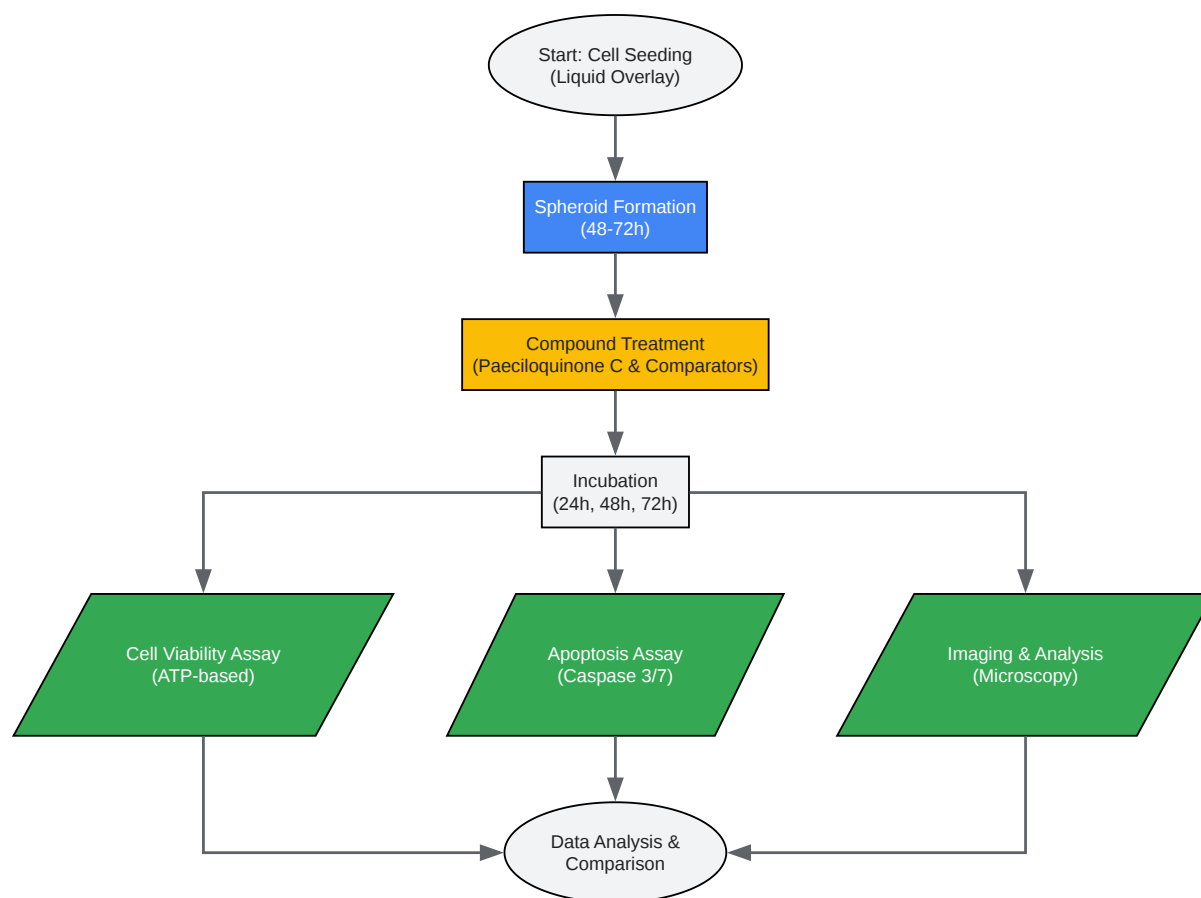 Start: Cell Seeding
(Liquid Overlay)
Spheroid Formation
(48-72h)
Compound Treatment
(Paeciloquinone C & Comparators)
Incubation
(24h, 48h, 72h)
Cell Viability Assay
(ATP-based)
Apoptosis Assay
(Caspase 3/7)
Imaging & Analysis
(Microscopy)
Data Analysis &
Comparison